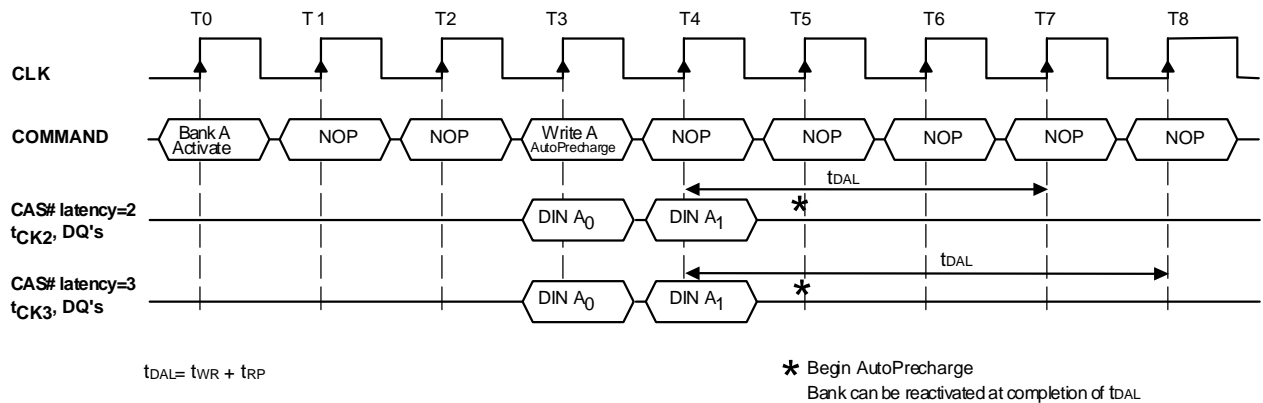 T0 T1 T2 T3 T4 T5 T6 T7 T8
CLK
COMMAND
Bank A
Activate
NOP
NOP
Write A
AutoPrecharge
NOP
NOP
NOP
NOP
NOP
tDAL
CAS# latency=2
tCK2, DQ's
DIN A0
DIN A1
*
tDAL
CAS# latency=3
tCK3, DQ's
DIN A0
DIN A1
*
tDAL= tWR + tRP
* Begin AutoPrecharge
Bank can be reactivated at completion of tDAL